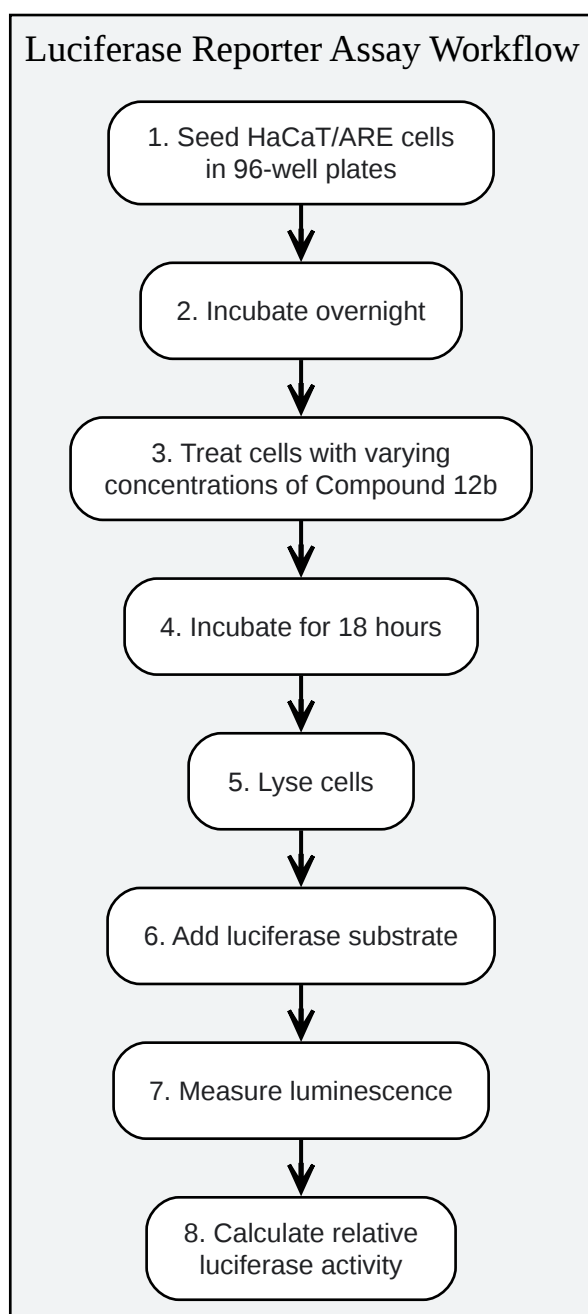 Luciferase Reporter Assay Workflow
1. Seed HaCaT/ARE cells
in 96-well plates
2. Incubate overnight
3. Treat cells with varying
concentrations of Compound 12b
4. Incubate for 18 hours
5. Lyse cells
6. Add luciferase substrate
7. Measure luminescence
8. Calculate relative
luciferase activity